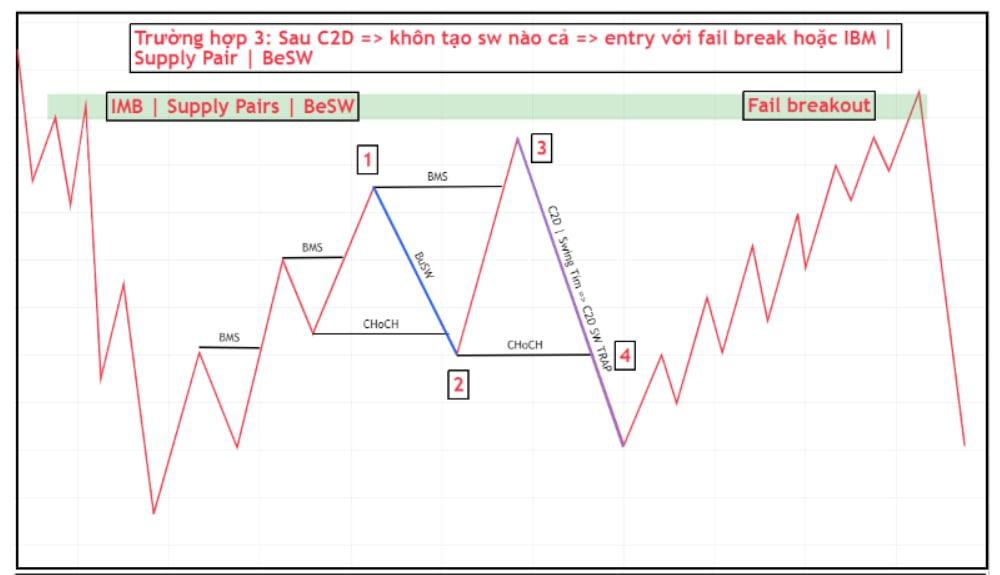 Trường hợp 3: Sau C2D => khôn tạo sw nào cả => entry với fail break hoặc IBM |
Supply Pair | BeSW
IMB | Supply Pairs | BeSW
Fail breakout
1
3
BMS
BMS
BuSW
C2D | Swing Tím => C2D SW TRAP
CHoCH
BMS
CHoCH
4
2